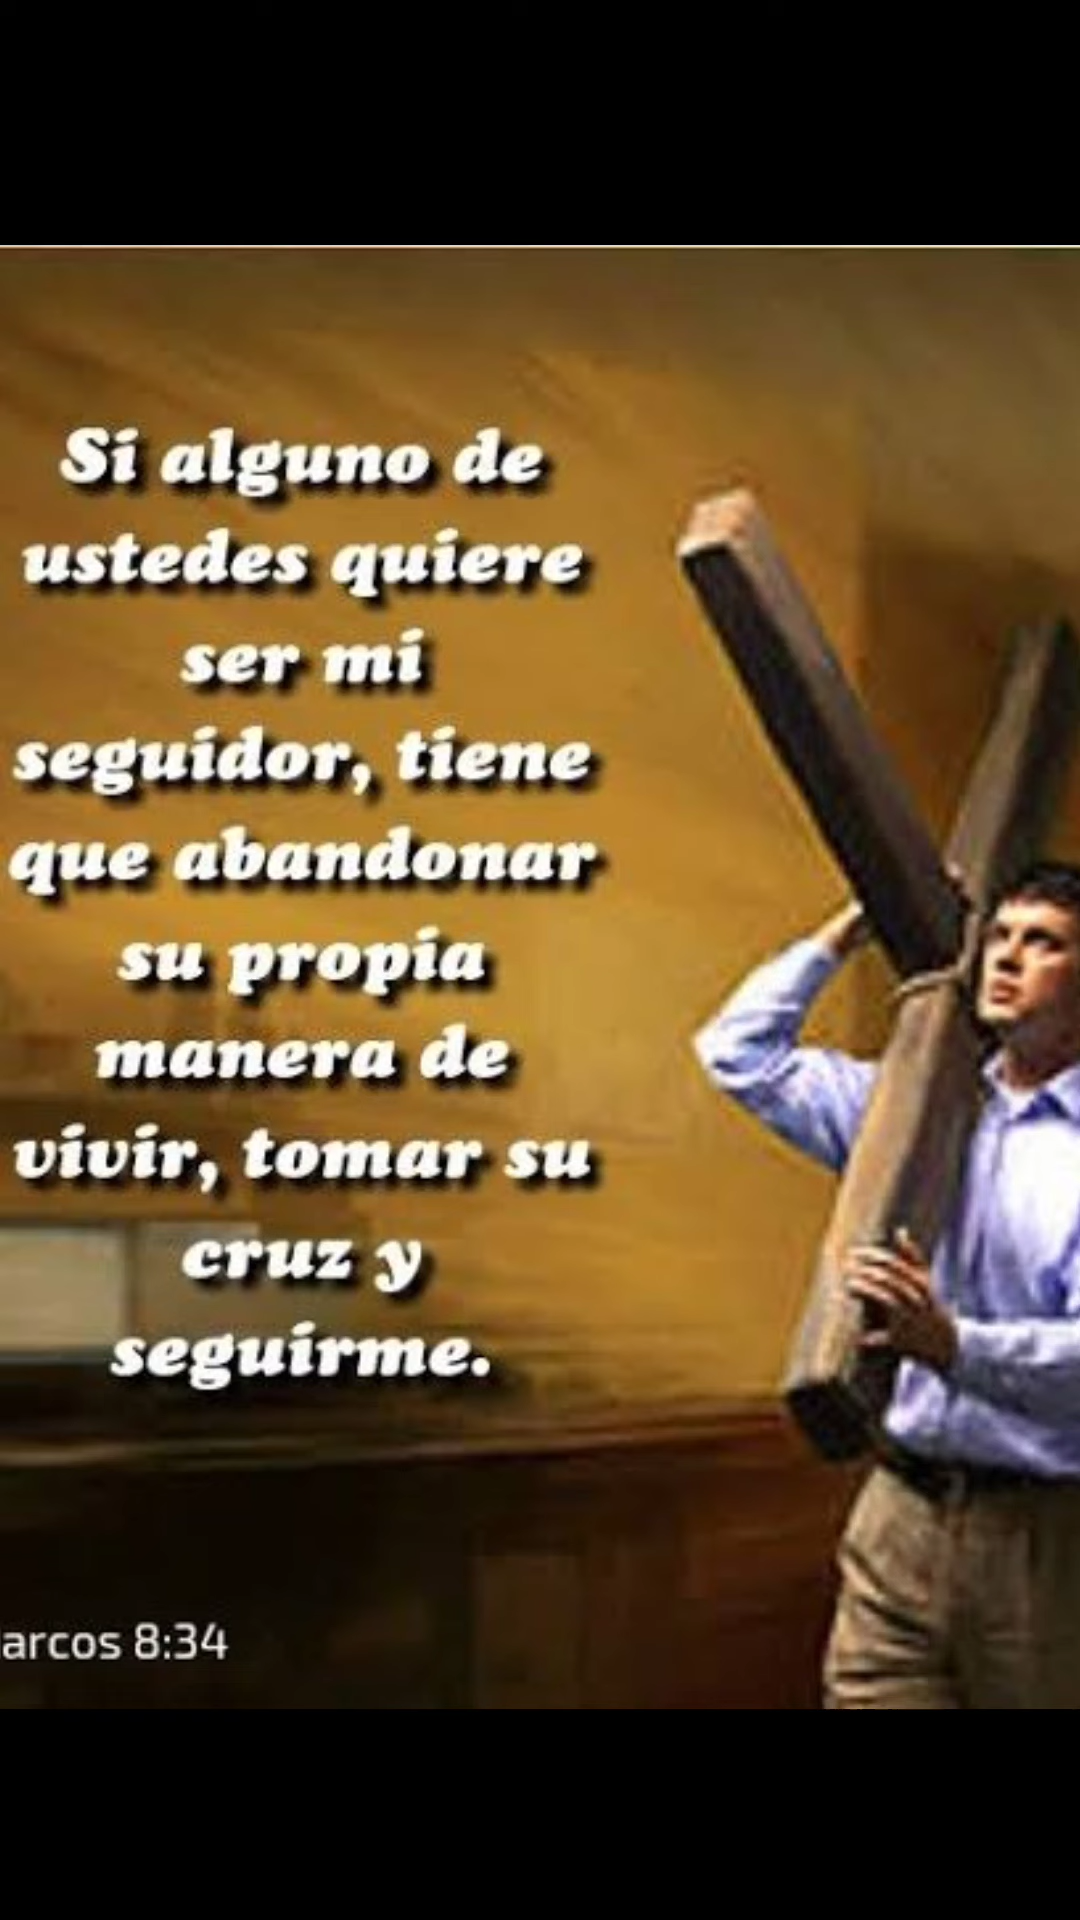 Si alguno de
ustedes quiere
ser mi
seguidor, tiene
que abandonar
su propia
manera de
vivir, tomar su
cruz y
seguirme.
arcos 8:34